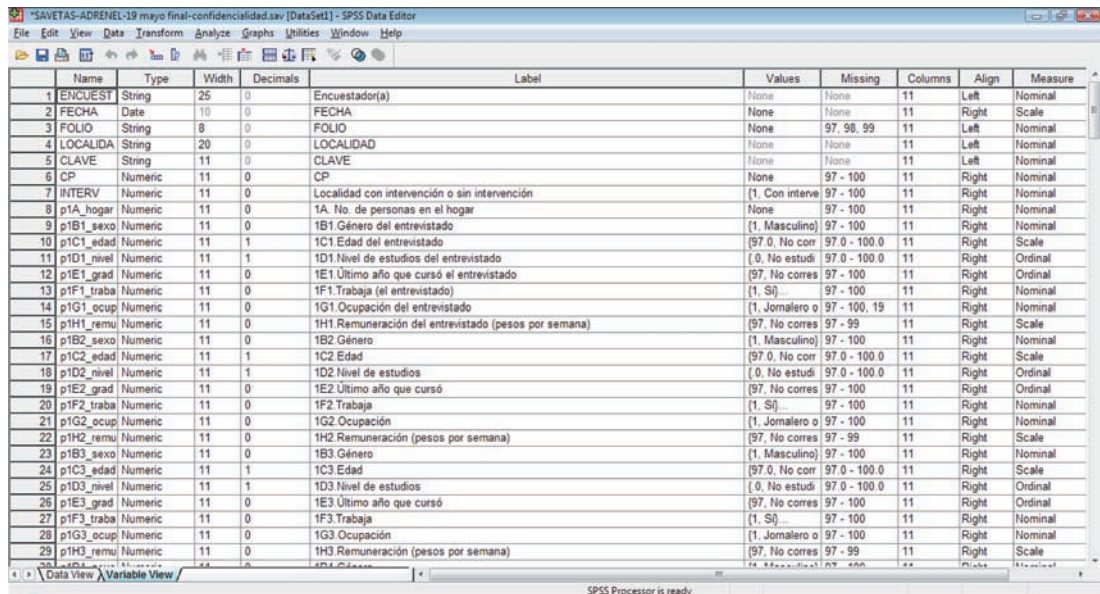 *SAVETAS-ADRENEL-19 mayo final-confidencialidad.sav [DataSet1] - SPSS Data Editor
File Edit View Data Transform Analyze Graphs Utilities Window Help
Name Type Width Decimals Label Values Missing Columns Align Measure
1 ENCUEST String 25 0 Encuestador(a) None None 11 Left Nominal
2 FECHA Date 10 0 FECHA None None 11 Right Scale
3 FOLIO String 8 0 FOLIO None 97, 98, 99 11 Left Nominal
4 LOCALIDA String 20 0 LOCALIDAD None None 11 Left Nominal
5 CLAVE String 11 0 CLAVE None None 11 Left Nominal
6 CP Numeric 11 0 CP None 97 - 100 11 Right Nominal
7 INTERV Numeric 11 0 Localidad con intervención o sin intervención {1, Con interve 97 - 100 11 Right Nominal
8 p1A_hogar Numeric 11 0 1A. No. de personas en el hogar None 97 - 100 11 Right Nominal
9 p1B1_sexo Numeric 11 0 1B1.Género del entrevistado {1, Masculino} 97 - 100 11 Right Nominal
10 p1C1_edad Numeric 11 1 1C1.Edad del entrevistado {97.0, No corr 97.0 - 100.0 11 Right Scale
11 p1D1_nivel Numeric 11 1 1D1.Nivel de estudios del entrevistado {.0, No estudi 97.0 - 100.0 11 Right Ordinal
12 p1E1_grad Numeric 11 0 1E1.Último año que cursó el entrevistado {97, No corres 97 - 100 11 Right Ordinal
13 p1F1_traba Numeric 11 0 1F1.Trabaja (el entrevistado) {1, Sí}... 97 - 100 11 Right Nominal
14 p1G1_ocup Numeric 11 0 1G1.Ocupación del entrevistado {1, Jornalero o 97 - 100, 19 11 Right Nominal
15 p1H1_remu Numeric 11 0 1H1.Remuneración del entrevistado (pesos por semana) {97, No corres 97 - 99 11 Right Scale
16 p1B2_sexo Numeric 11 0 1B2.Género {1, Masculino} 97 - 100 11 Right Nominal
17 p1C2_edad Numeric 11 1 1C2.Edad {97.0, No corr 97.0 - 100.0 11 Right Scale
18 p1D2_nivel Numeric 11 1 1D2.Nivel de estudios {.0, No estudi 97.0 - 100.0 11 Right Ordinal
19 p1E2_grad Numeric 11 0 1E2.Último año que cursó {97, No corres 97 - 100 11 Right Ordinal
20 p1F2_traba Numeric 11 0 1F2.Trabaja {1, Sí}... 97 - 100 11 Right Nominal
21 p1G2_ocup Numeric 11 0 1G2.Ocupación {1, Jornalero o 97 - 100 11 Right Nominal
22 p1H2_remu Numeric 11 0 1H2.Remuneración (pesos por semana) {97, No corres 97 - 99 11 Right Scale
23 p1B3_sexo Numeric 11 0 1B3.Género {1, Masculino} 97 - 100 11 Right Nominal
24 p1C3_edad Numeric 11 1 1C3.Edad {97.0, No corr 97.0 - 100.0 11 Right Scale
25 p1D3_nivel Numeric 11 1 1D3.Nivel de estudios {.0, No estudi 97.0 - 100.0 11 Right Ordinal
26 p1E3_grad Numeric 11 0 1E3.Último año que cursó {97, No corres 97 - 100 11 Right Ordinal
27 p1F3_traba Numeric 11 0 1F3.Trabaja {1, Sí}... 97 - 100 11 Right Nominal
28 p1G3_ocup Numeric 11 0 1G3.Ocupación {1, Jornalero o 97 - 100 11 Right Nominal
29 p1H3_remu Numeric 11 0 1H3.Remuneración (pesos por semana) {97, No corres 97 - 99 11 Right Scale
Data View Variable View
SPSS Processor is ready